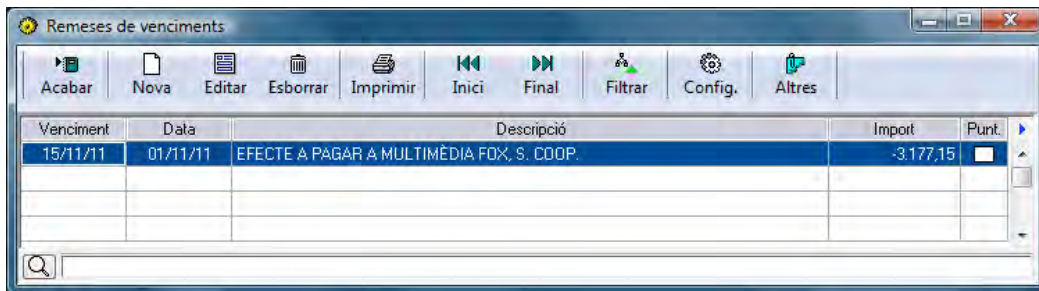 Remeses de venciments
Acabar Nova Editar Esborrar Imprimir Inici Final Filtrar Config. Altres
Venciment Data Descripció Import Punt.
15/11/11 01/11/11 EFECTE A PAGAR A MULTIMÈDIA FOX, S. COOP. -3.177,15